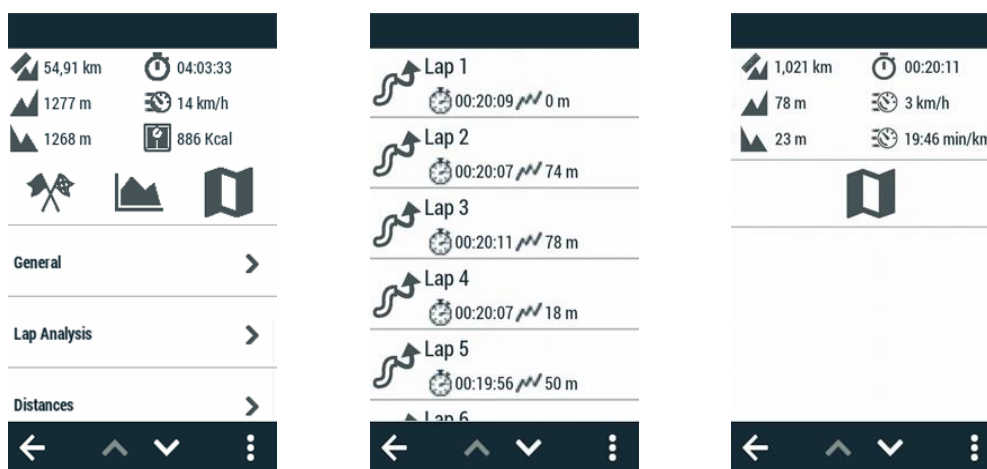 54,91 km 04:03:33
1277 m 14 km/h
1268 m 886 Kcal
General
Lap Analysis
Distances
Lap 1
00:20:09 0 m
Lap 2
00:20:07 74 m
Lap 3
00:20:11 78 m
Lap 4
00:20:07 18 m
Lap 5
00:19:56 50 m
Lap 6
1,021 km 00:20:11
78 m 3 km/h
23 m 19:46 min/km